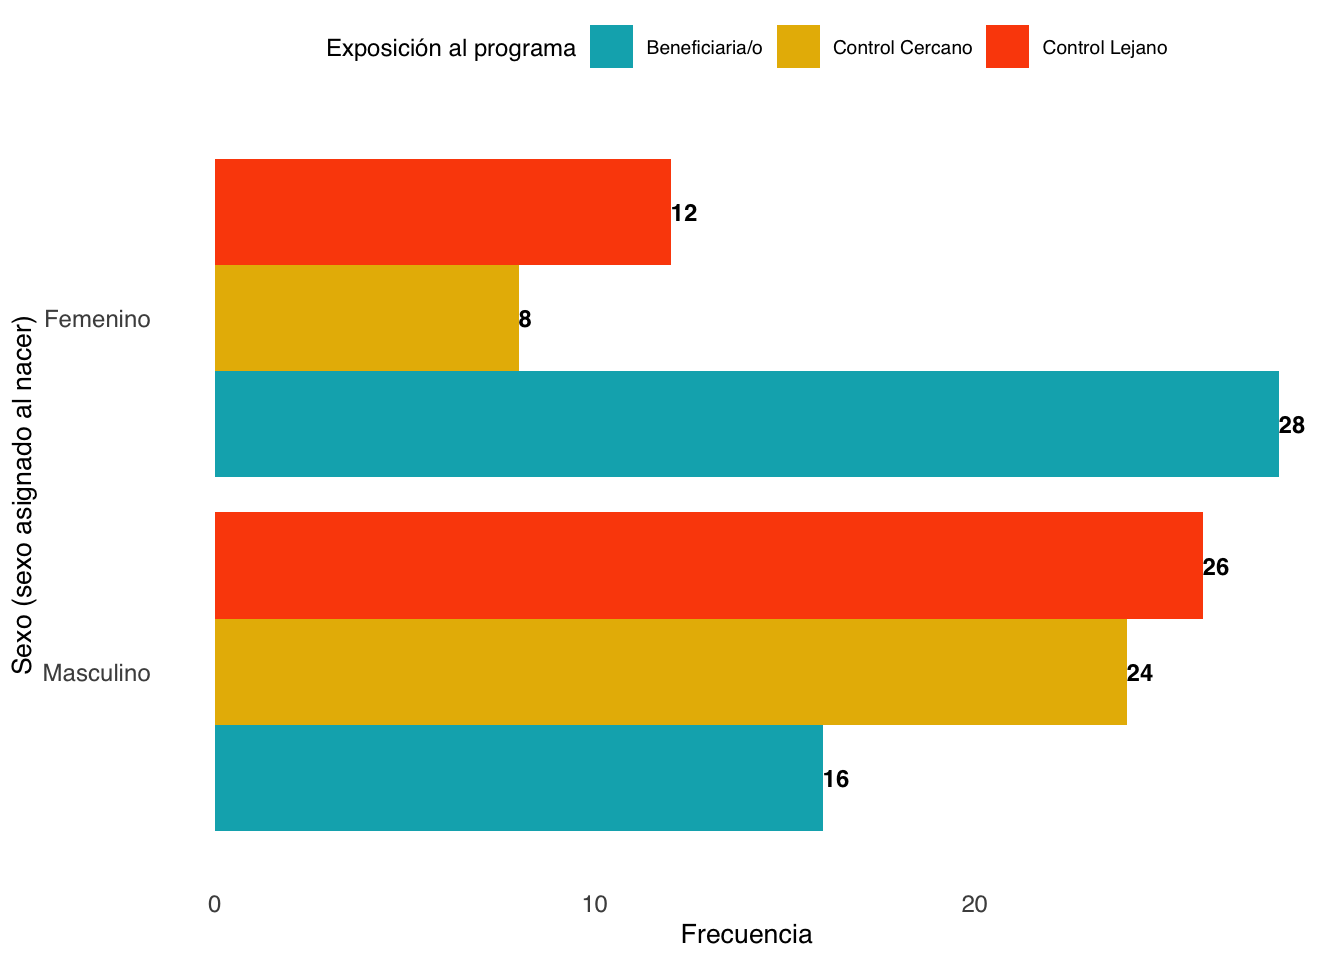 Exposición al programa Beneficiaria/o Control Cercano Control Lejano
12
Femenino 8
28
26
Masculino 24
16
Sexo (sexo asignado al nacer)
0 10 20
Frecuencia